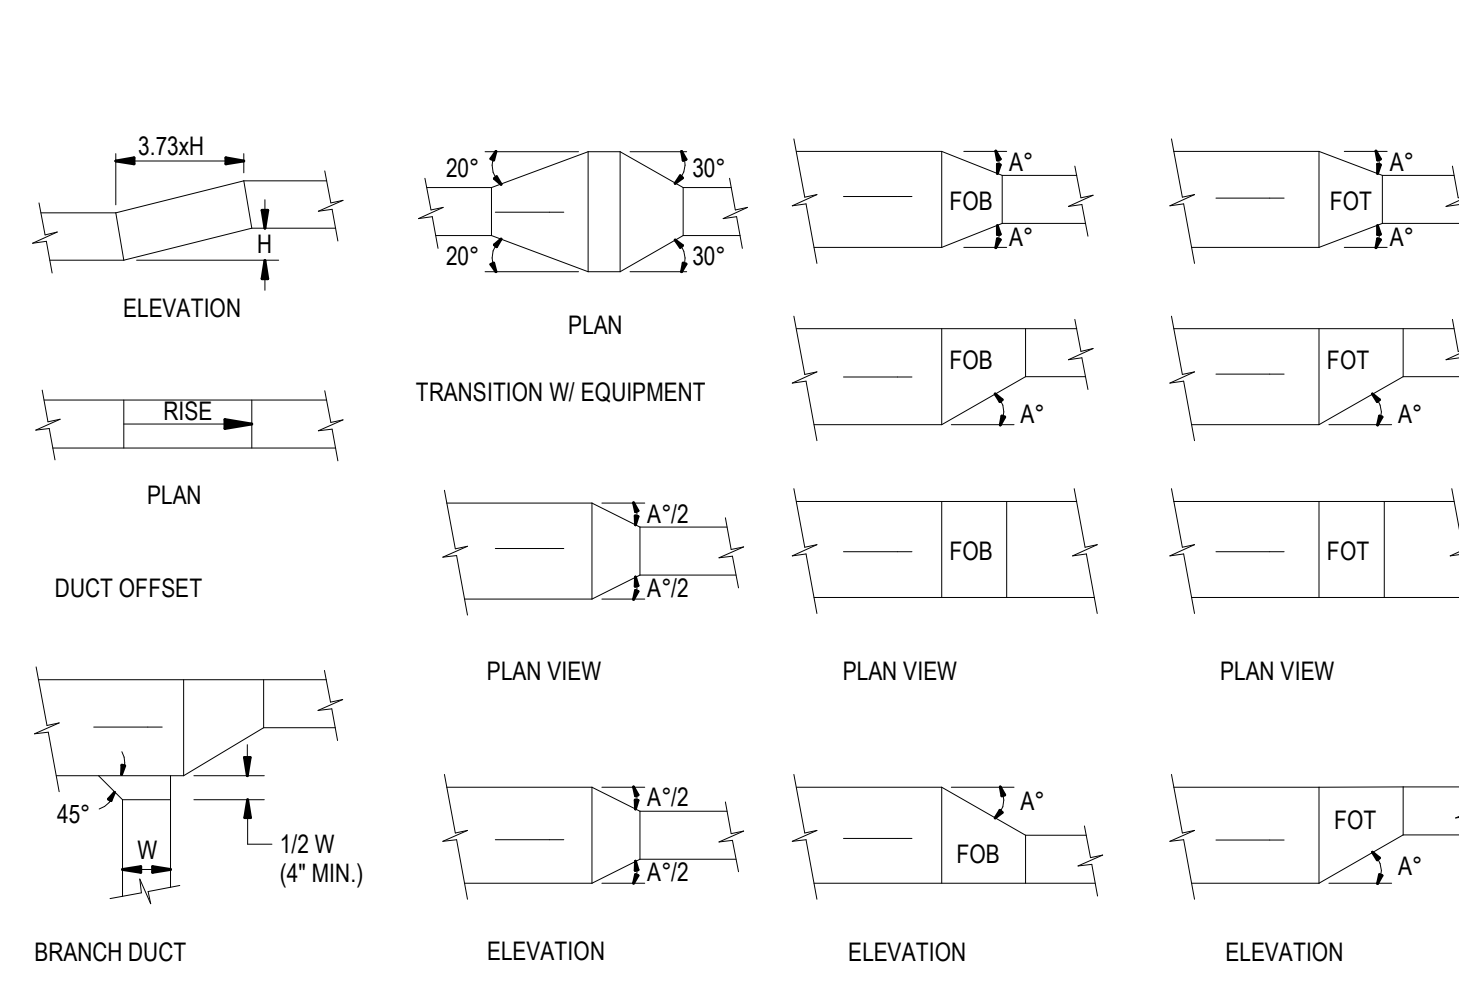 3.73xH
H
ELEVATION
RISE
PLAN
DUCT OFFSET
45°
W
1/2 W
(4" MIN.)
BRANCH DUCT
20°
30°
20°
30°
PLAN
TRANSITION W/ EQUIPMENT
A°/2
A°/2
PLAN VIEW
A°/2
A°/2
ELEVATION
A°
FOB
A°
FOB
A°
FOB
PLAN VIEW
A°
FOB
ELEVATION
A°
FOT
A°
FOT
A°
FOT
PLAN VIEW
FOT
A°
ELEVATION